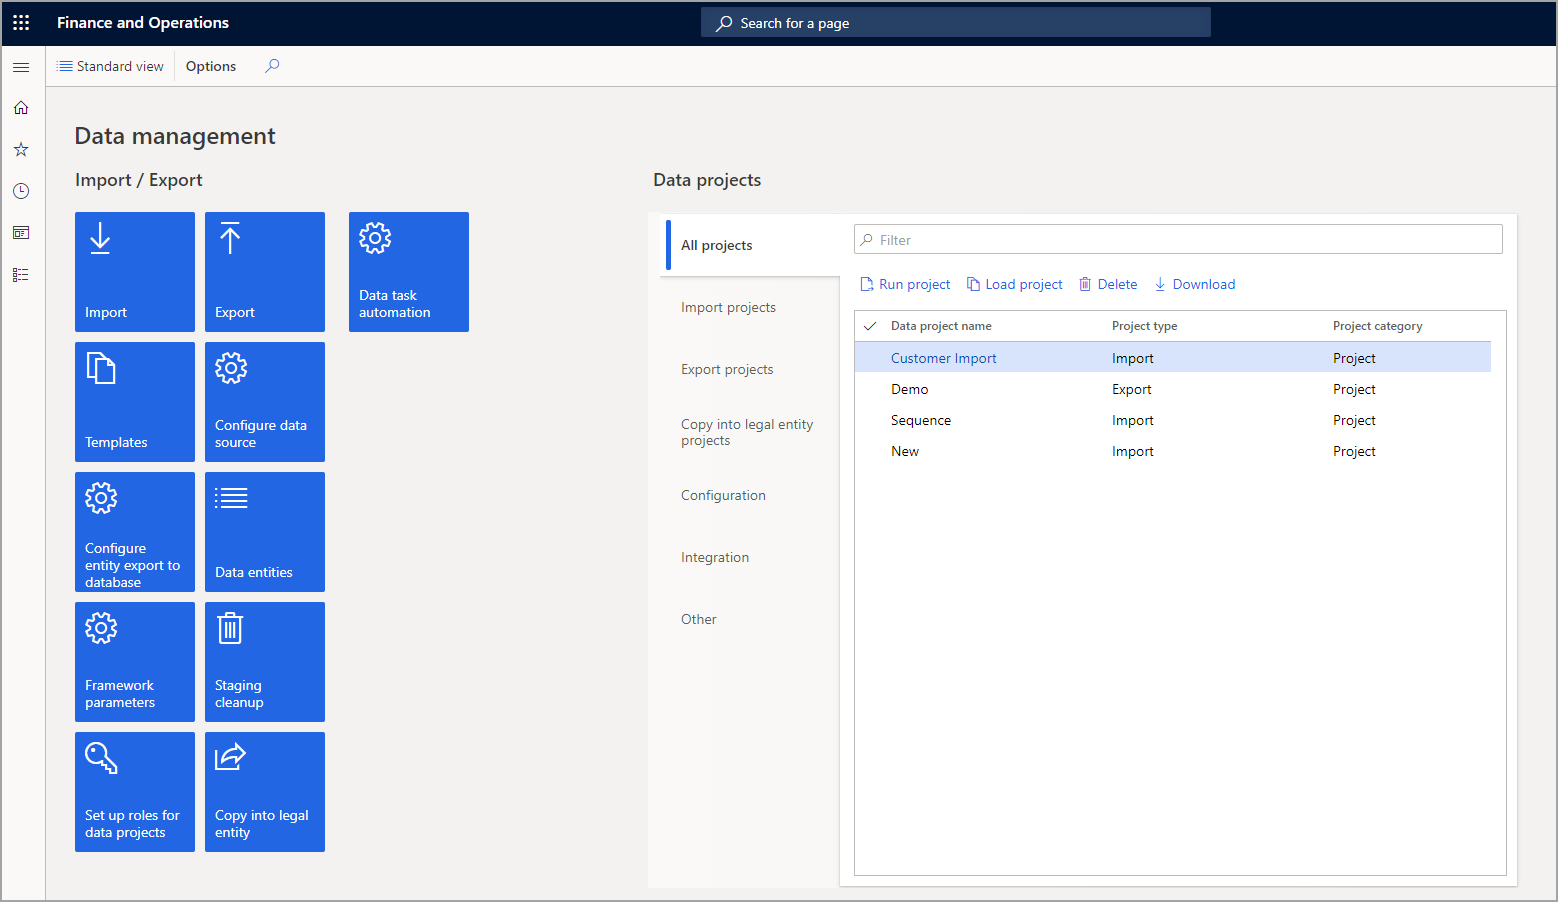 Finance and Operations
Search for a page
Standard view
Options
Data management
Import / Export
Import
Export
Data task
automation
Templates
Configure data
source
Configure
entity export to
database
Data entities
Framework
parameters
Staging
cleanup
Set up roles for
data projects
Copy into legal
entity
Data projects
All projects
Import projects
Export projects
Copy into legal entity
projects
Configuration
Integration
Other
Filter
Run project Load project Delete Download
Data project name Project type Project category
Customer Import Import Project
Demo Export Project
Sequence Import Project
New Import Project